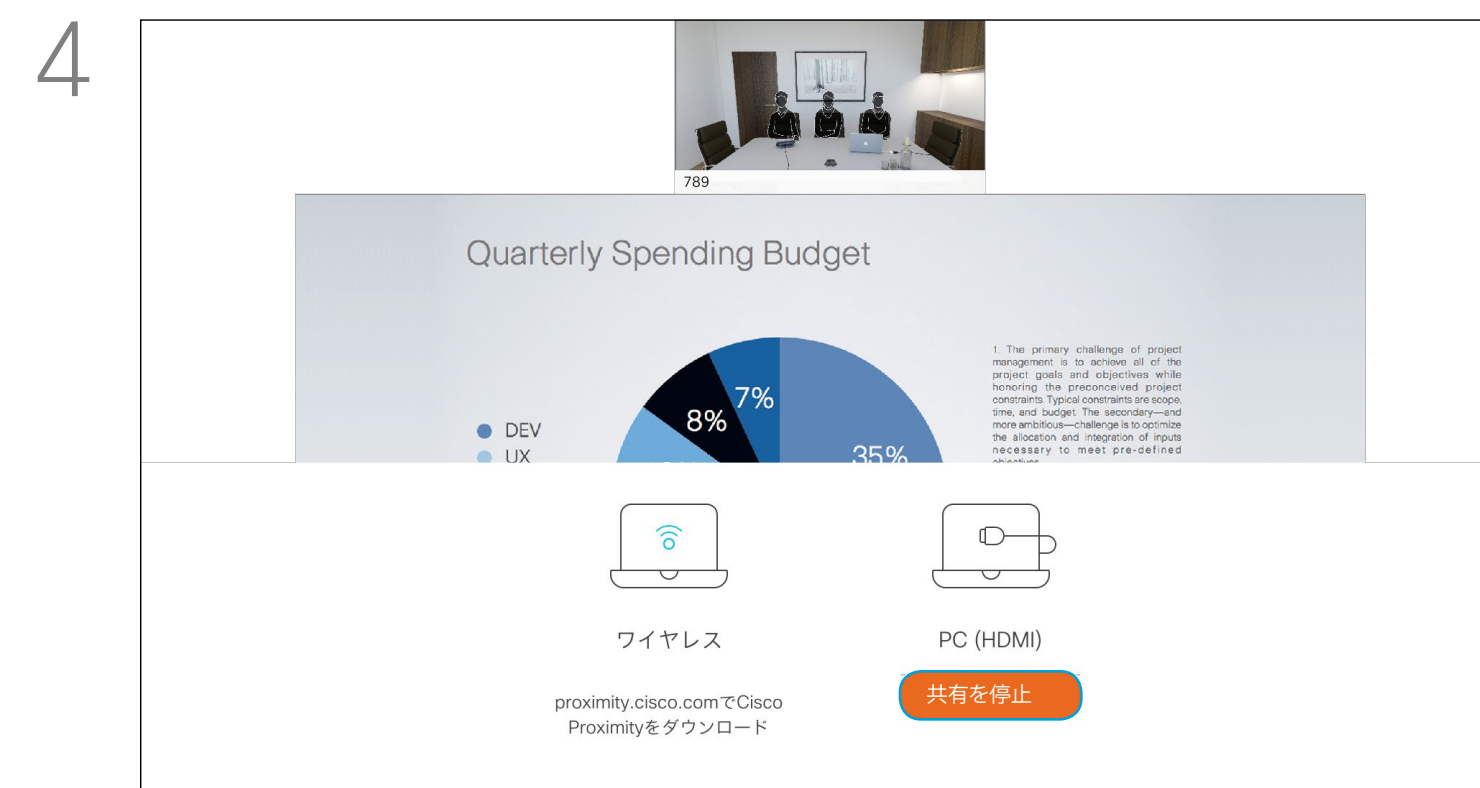 4
789
Quarterly Spending Budget
7%
8%
35%
DEV
UX
1. The primary challenge of project
management is to achieve all of the
project goals and objectives while
honoring the preconceived project
constraints. Typical constraints are scope,
time, and budget. The secondary—and
more ambitious—challenge is to optimize
the allocation and integration of inputs
necessary to meet pre-defined
ワイヤレス
proximity.cisco.comでCisco
Proximityをダウンロード
PC (HDMI)
共有を停止